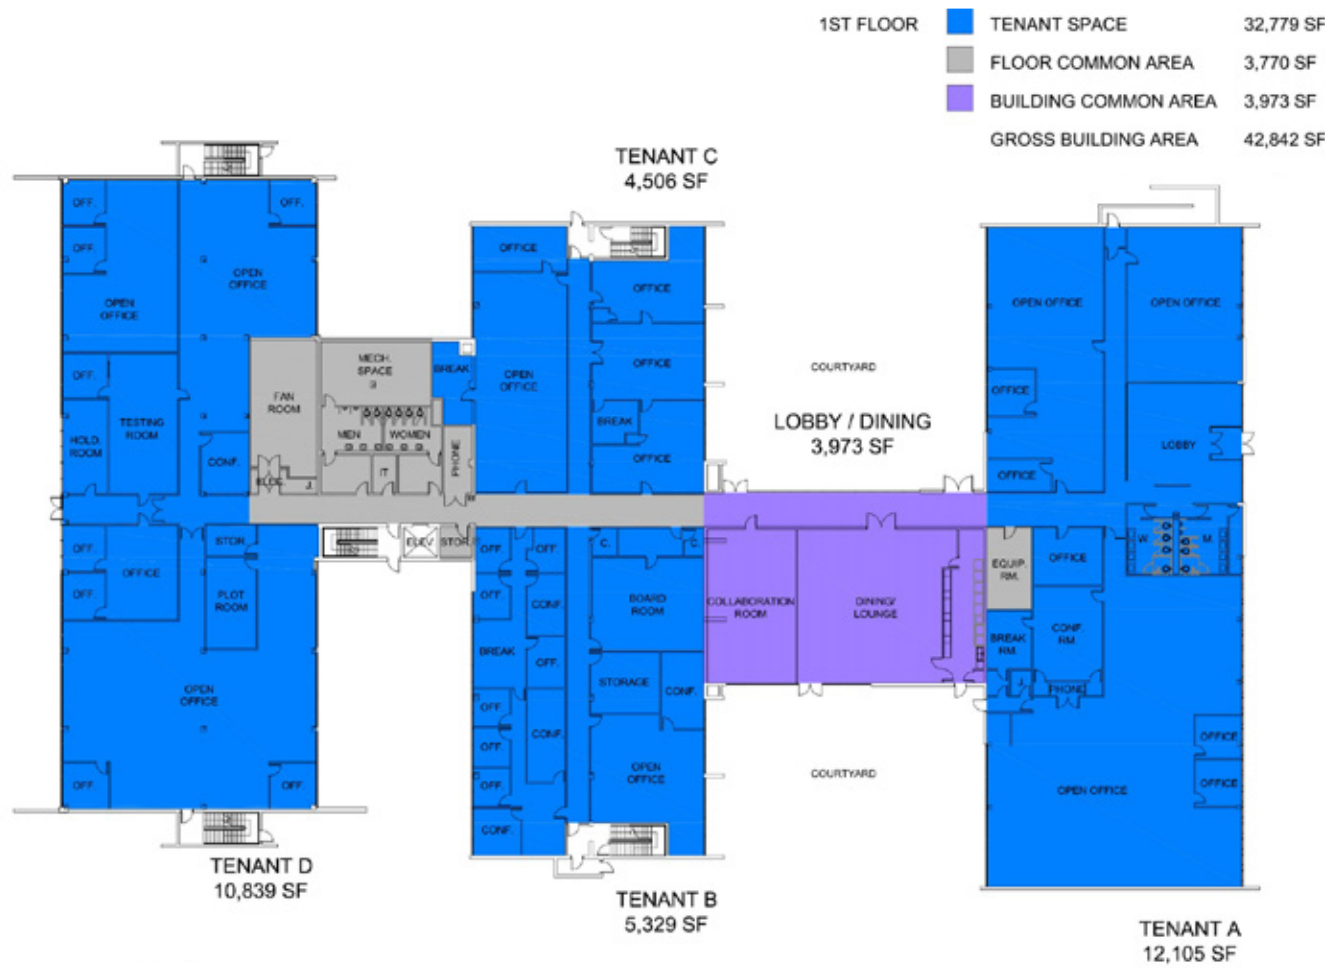 1ST FLOOR TENANT SPACE 32,779 SF
FLOOR COMMON AREA 3,770 SF
BUILDING COMMON AREA 3,973 SF
GROSS BUILDING AREA 42,842 SF
TENANT C
4,506 SF
OFF.
OFF.
OFF.
OPEN
OFFICE
OPEN
OFFICE
OFF.
HOLD.
ROOM
TESTING
ROOM
CONF.
FAN
ROOM
MECH.
SPACE
BREAK
MEN
WOMEN
PHONE
BLDG
J.
IT
OFFICE
OFFICE
OPEN
OFFICE
OFFICE
BREAK
OFFICE
COURTYARD
LOBBY / DINING
3,973 SF
OPEN OFFICE
OPEN OFFICE
OFFICE
LOBBY
OFFICE
OFF.
OFFICE
STOR.
OFF.
PLOT
ROOM
OPEN
OFFICE
OFF.
OFF.
ELEV.
STOR.
OFF.
OFF.
C.
C.
OFF.
CONF.
BOARD
ROOM
BREAK
OFF.
STORAGE
CONF.
OFF.
CONF.
OFF.
OFF.
OPEN
OFFICE
CONF.
COLLABORATION
ROOM
DINING/
LOUNGE
COURTYARD
EQUIP.
RM.
OFFICE
W.
M.
CONF.
RM.
BREAK
RM.
J.
PHONE
OFFICE
OFFICE
OPEN OFFICE
TENANT D
10,839 SF
TENANT B
5,329 SF
TENANT A
12,105 SF